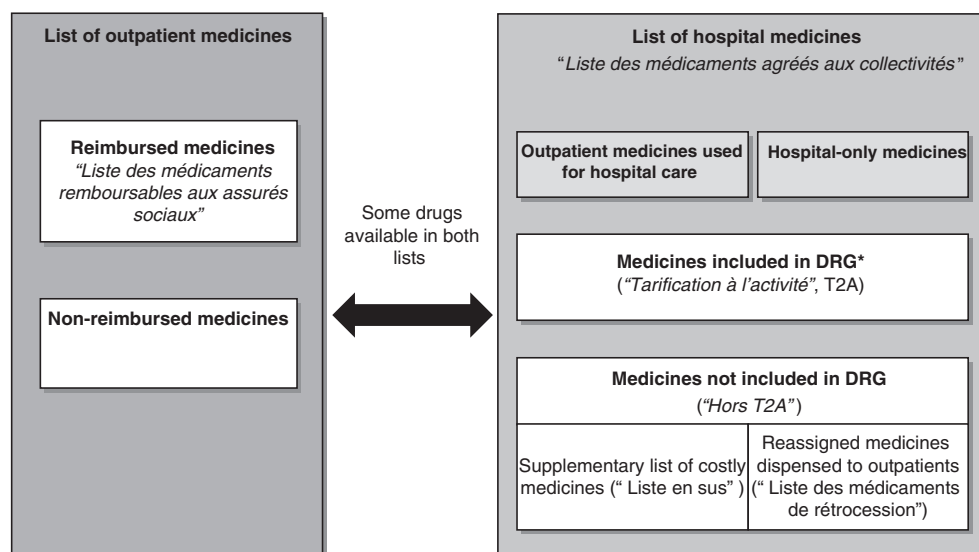 List of outpatient medicines
Reimbursed medicines
“Liste des médicaments
remboursables aux assurés
sociaux”
Non-reimbursed medicines
Some drugs
available in both
lists
List of hospital medicines
“Liste des médicaments agréés aux collectivités”
Outpatient medicines used
for hospital care
Hospital-only medicines
Medicines included in DRG*
(“Tarification à l’activité”, T2A)
Medicines not included in DRG
(“Hors T2A”)
Supplementary list of costly
medicines (“ Liste en sus” )
Reassigned medicines
dispensed to outpatients
(“ Liste des médicaments
de rétrocession”)